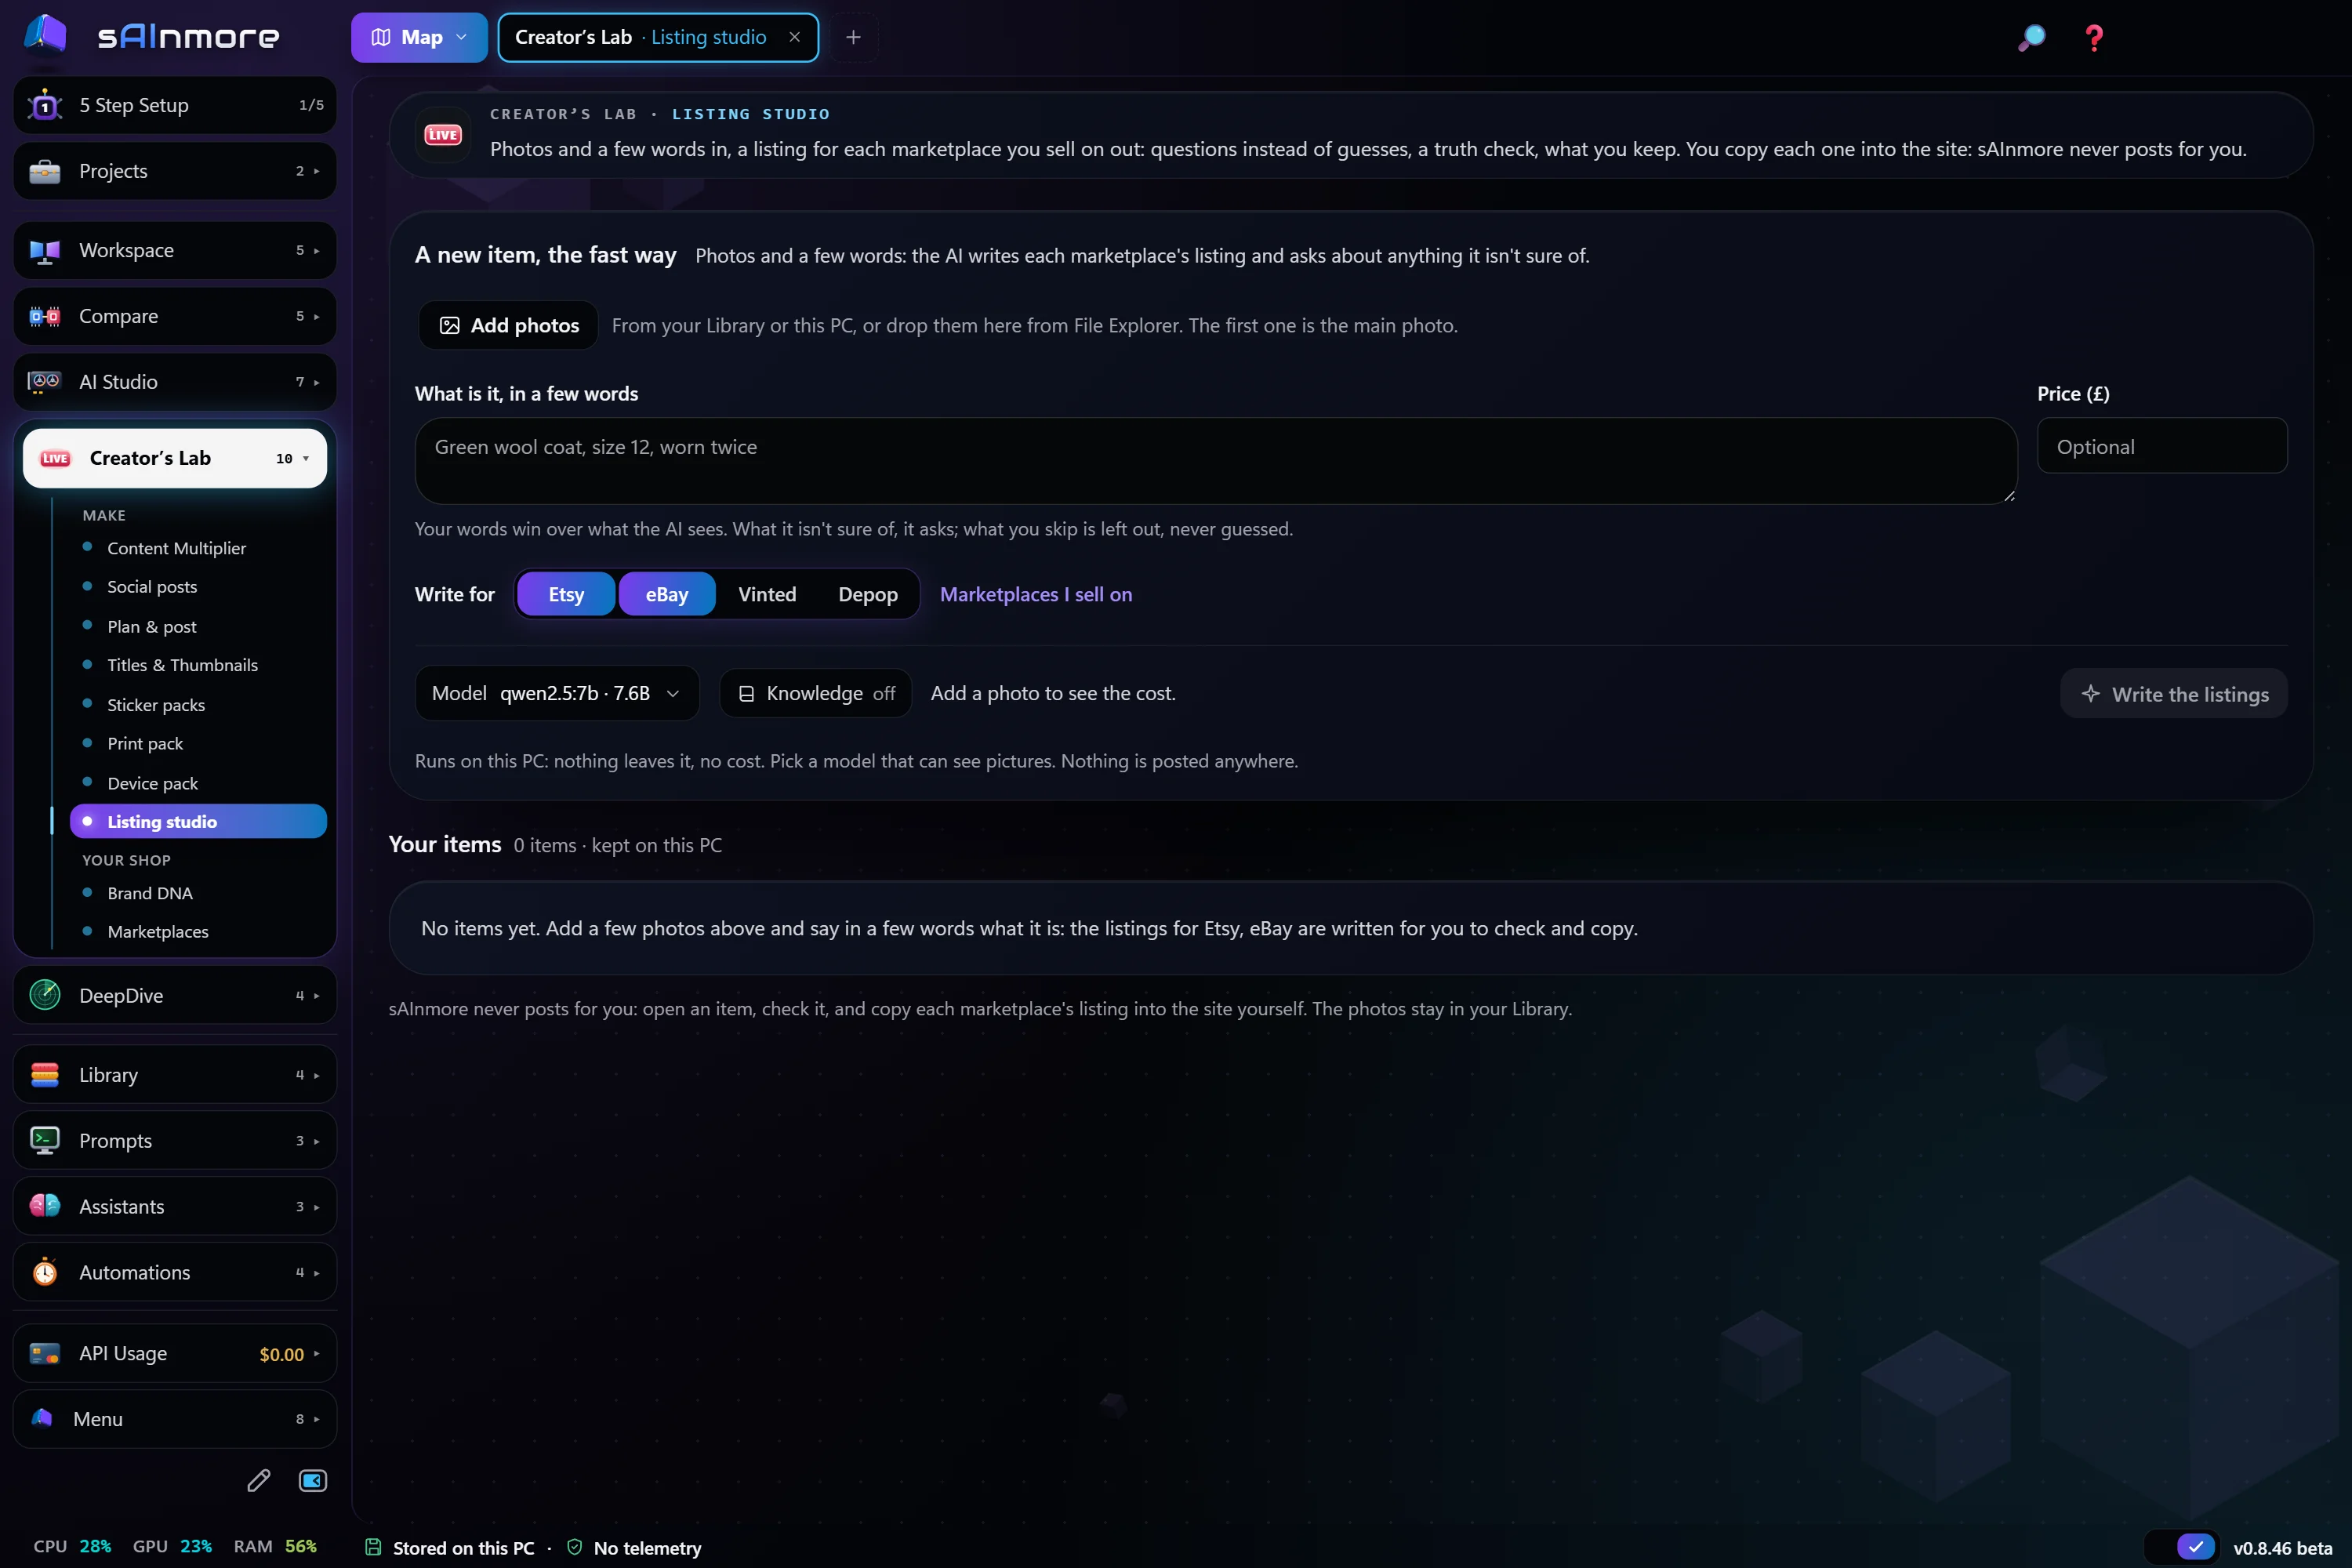 sAInmore
Map
Creator's Lab · Listing studio
5 Step Setup 1/5
Projects 2
Workspace 5
Compare 5
AI Studio 7
LIVE Creator's Lab 10
MAKE
Content Multiplier
Social posts
Plan & post
Titles & Thumbnails
Sticker packs
Print pack
Device pack
Listing studio
YOUR SHOP
Brand DNA
Marketplaces
DeepDive 4
Library 4
Prompts 3
Assistants 3
Automations 4
API Usage $0.00
Menu 8
CPU 28% GPU 23% RAM 56%
LIVE
CREATOR'S LAB · LISTING STUDIO
Photos and a few words in, a listing for each marketplace you sell on out: questions instead of guesses, a truth check, what you keep. You copy each one into the site: sAInmore never posts for you.
A new item, the fast way Photos and a few words: the AI writes each marketplace's listing and asks about anything it isn't sure of.
Add photos From your Library or this PC, or drop them here from File Explorer. The first one is the main photo.
What is it, in a few words Price (£)
Green wool coat, size 12, worn twice Optional
Your words win over what the AI sees. What it isn't sure of, it asks; what you skip is left out, never guessed.
Write for Etsy eBay Vinted Depop Marketplaces I sell on
Model qwen2.5:7b · 7.6B Knowledge off Add a photo to see the cost. Write the listings
Runs on this PC: nothing leaves it, no cost. Pick a model that can see pictures. Nothing is posted anywhere.
Your items 0 items · kept on this PC
No items yet. Add a few photos above and say in a few words what it is: the listings for Etsy, eBay are written for you to check and copy.
sAInmore never posts for you: open an item, check it, and copy each marketplace's listing into the site yourself. The photos stay in your Library.
Stored on this PC · No telemetry
v0.8.46 beta